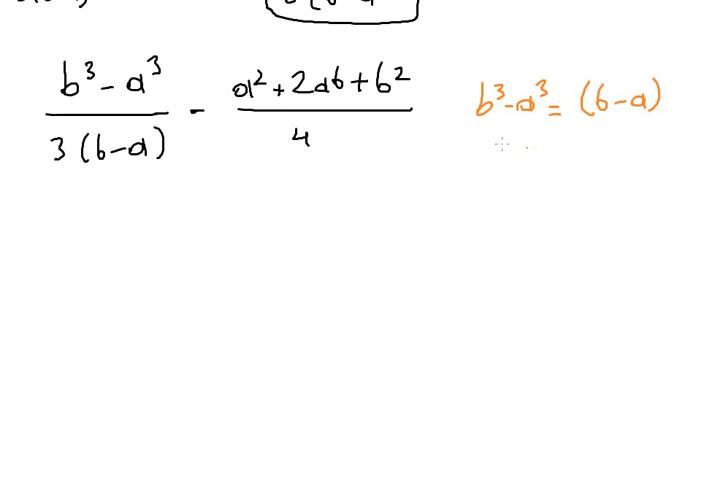 b³ - a³ / 3(b-a) - a² + 2ab + b² / 4
b³-a³ = (b-a)